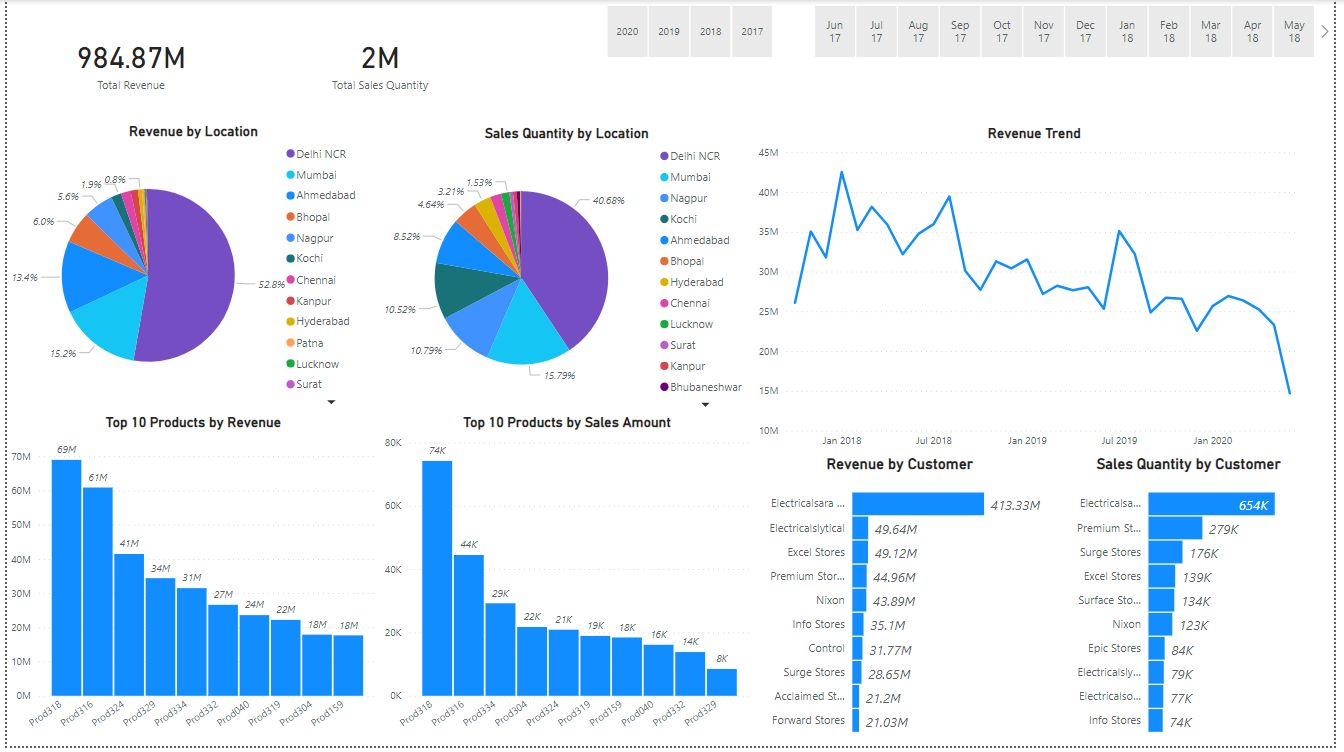 2020
2019
2018
2017
Jun 17
Jul 17
Aug 17
Sep 17
Oct 17
Nov 17
Dec 17
Jan 18
Feb 18
Mar 18
Apr 18
May 18
984.87M
Total Revenue
2M
Total Sales Quantity
Revenue by Location
Delhi NCR
Mumbai
Ahmedabad
Bhopal
Nagpur
Kochi
Chennai
Kanpur
Hyderabad
Patna
Lucknow
Surat
0.8%
1.9%
5.6%
6.0%
13.4%
15.2%
52.8%
Sales Quantity by Location
Delhi NCR
Mumbai
Nagpur
Kochi
Ahmedabad
Bhopal
Hyderabad
Chennai
Lucknow
Surat
Kanpur
Bhubaneshwar
1.53%
3.21%
4.64%
8.52%
10.52%
10.79%
15.79%
40.68%
Revenue Trend
45M
40M
35M
30M
25M
20M
15M
10M
Jan 2018
Jul 2018
Jan 2019
Jul 2019
Jan 2020
Top 10 Products by Revenue
70M
60M
50M
40M
30M
20M
10M
0M
69M
61M
41M
34M
31M
27M
24M
22M
18M
18M
Prod318
Prod316
Prod324
Prod329
Prod334
Prod332
Prod040
Prod319
Prod304
Prod159
Top 10 Products by Sales Amount
80K
60K
40K
20K
0K
74K
44K
29K
22K
21K
19K
18K
16K
14K
8K
Prod318
Prod316
Prod334
Prod304
Prod324
Prod319
Prod159
Prod040
Prod332
Prod329
Revenue by Customer
Electricalsara ... 413.33M
Electricalslytical 49.64M
Excel Stores 49.12M
Premium Stor... 44.96M
Nixon 43.89M
Info Stores 35.1M
Control 31.77M
Surge Stores 28.65M
Acclaimed St... 21.2M
Forward Stores 21.03M
Sales Quantity by Customer
Electricalsa... 654K
Premium St... 279K
Surge Stores 176K
Excel Stores 139K
Surface Sto... 134K
Nixon 123K
Epic Stores 84K
Electricalsly... 79K
Electricalso... 77K
Info Stores 74K